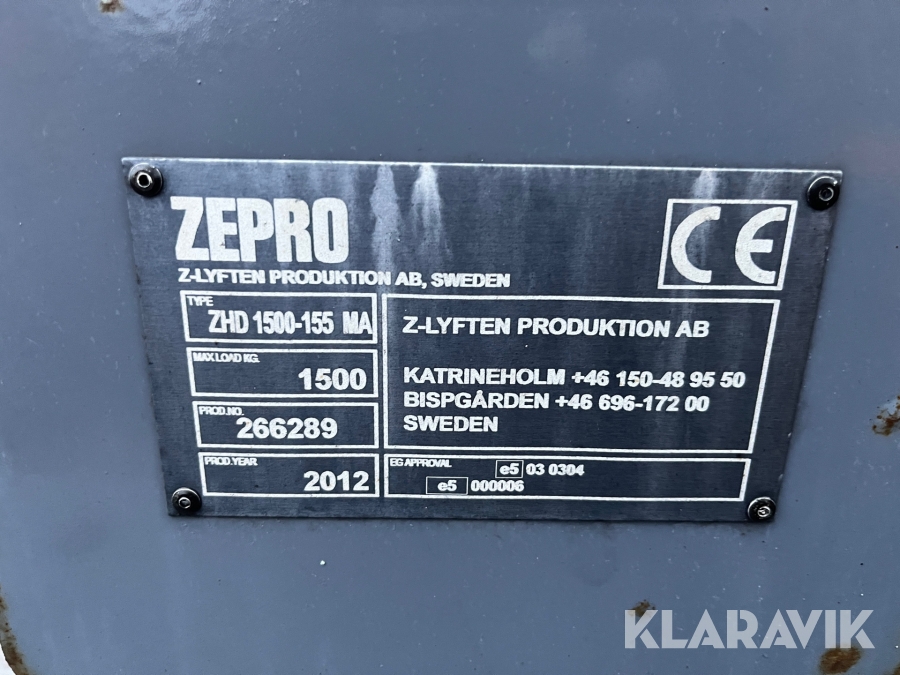 ZEPRO
CE
Z-LYFTEN PRODUKTION AB, SWEDEN
TYPE
ZHD 1500-155 MA
MAX LOAD KG.
1500
PROD.NO.
266289
PROD.YEAR
2012
Z-LYFTEN PRODUKTION AB
KATRINEHOLM +46 150-48 95 50
BISPGÅRDEN +46 696-172 00
SWEDEN
EG APPROVAL
e5 03 0304
e5 000006
KLARAVIK